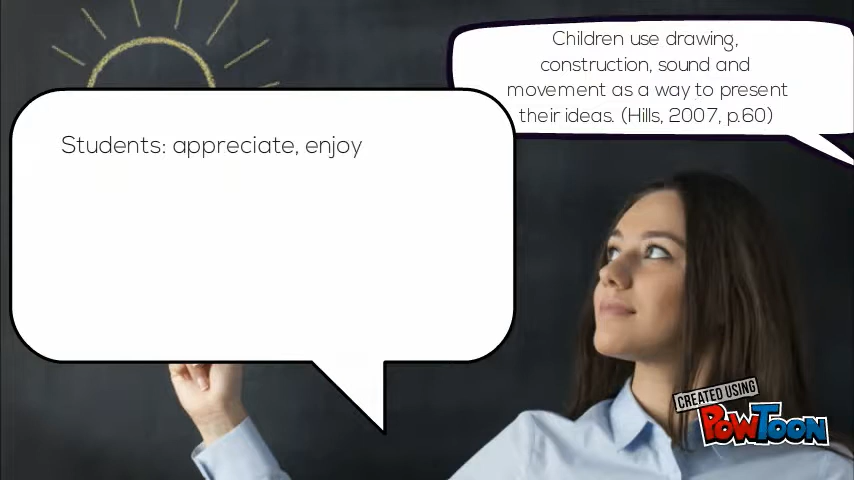 Children use drawing,
construction, sound and
movement as a way to present
their ideas. (Hills, 2007, p.60)
Students: appreciate, enjoy
CREATED USING
POWTOON